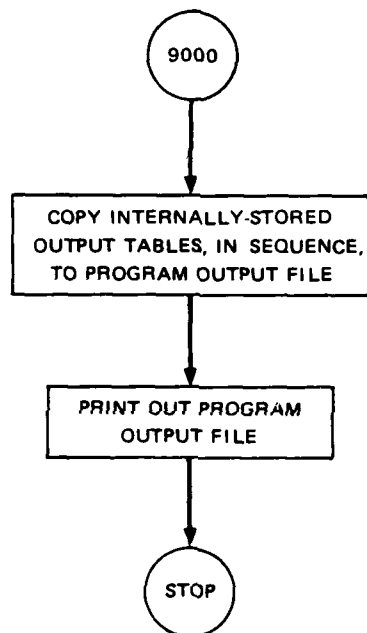 9000
COPY INTERNALLY-STORED
OUTPUT TABLES, IN SEQUENCE,
TO PROGRAM OUTPUT FILE
PRINT OUT PROGRAM
OUTPUT FILE
STOP